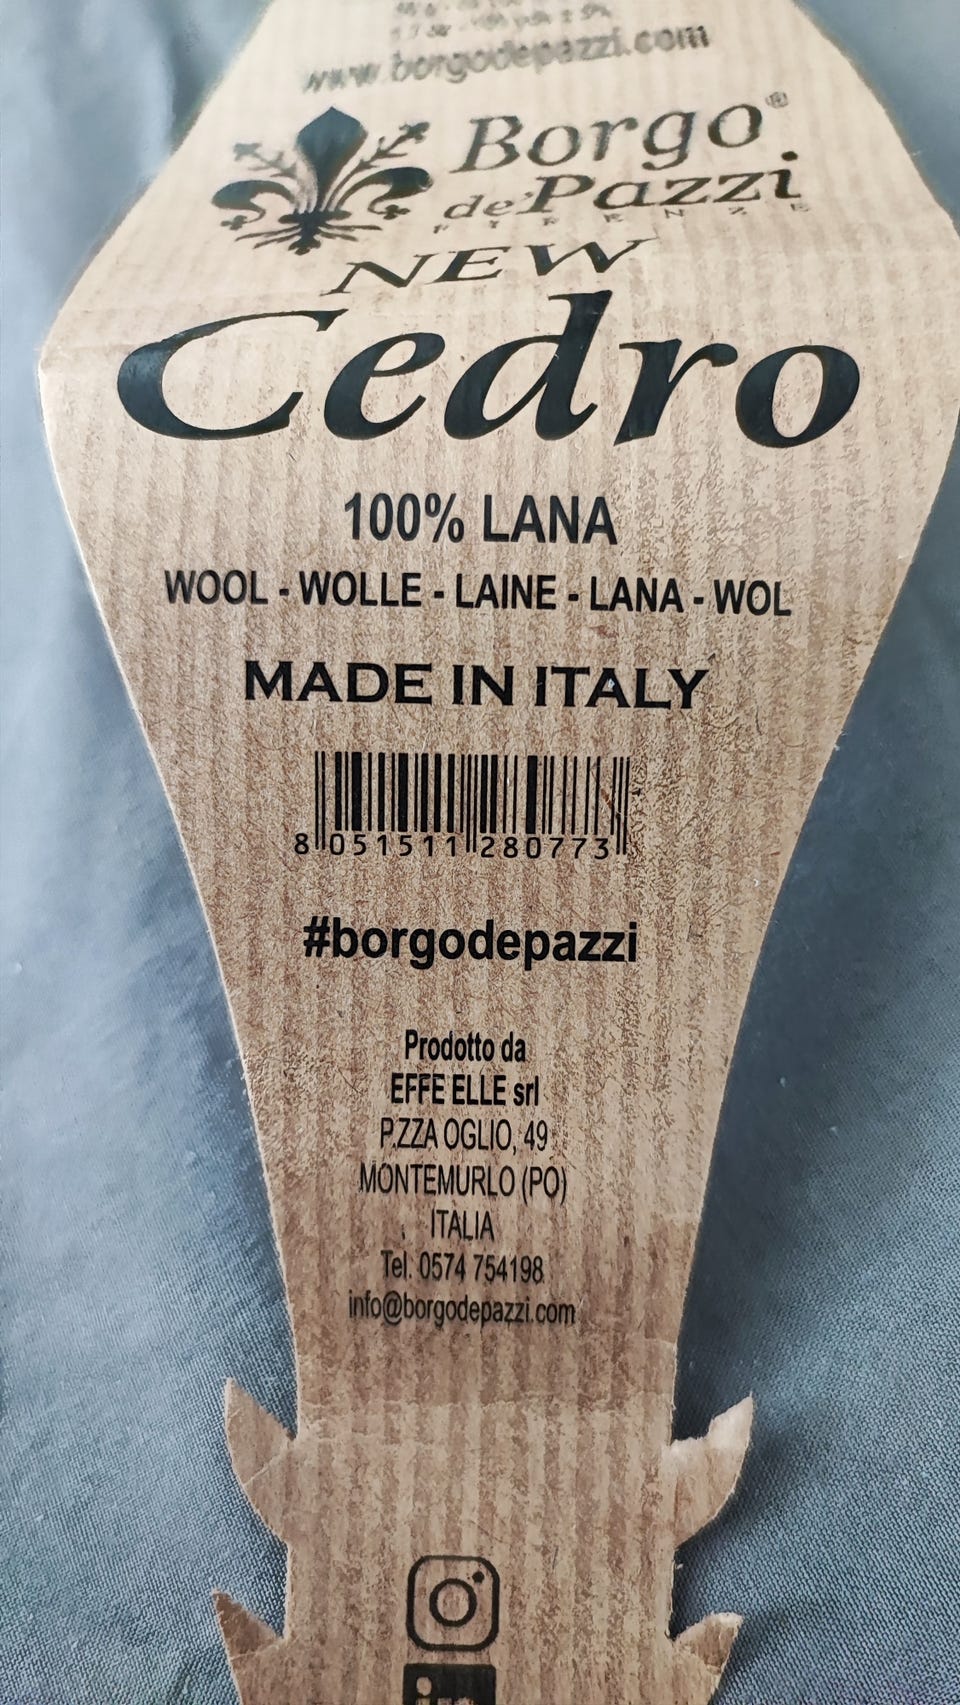 www.borgodepazzi.com
Borgo®
de'Pazzi
FIRENZE
NEW
Cedro
100% LANA
WOOL - WOLLE - LAINE - LANA - WOL
MADE IN ITALY
8 051511 280773
#borgodepazzi
Prodotto da
EFFE ELLE srl
P.ZZA OGLIO, 49
MONTEMURLO (PO)
ITALIA
Tel. 0574 754198
info@borgodepazzi.com
in